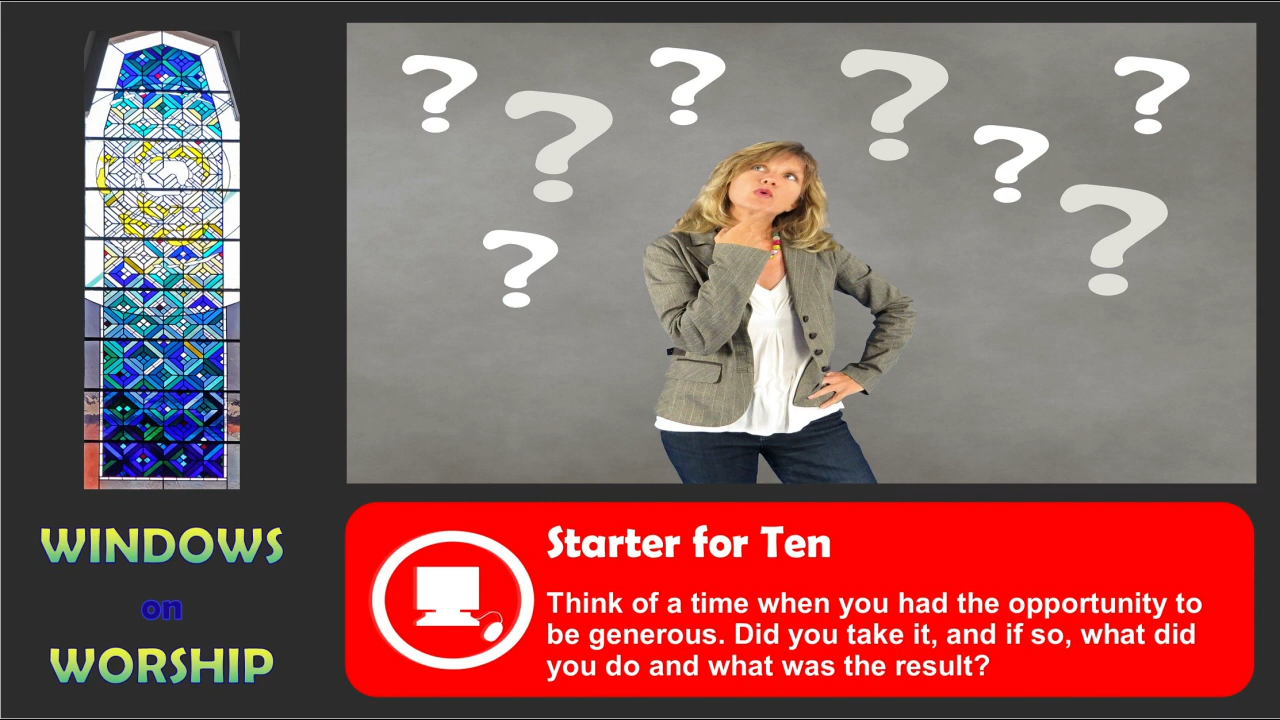 ? ? ? ? ? ? ? ? ?
WINDOWS
on
WORSHIP
Starter for Ten
Think of a time when you had the opportunity to
be generous. Did you take it, and if so, what did
you do and what was the result?